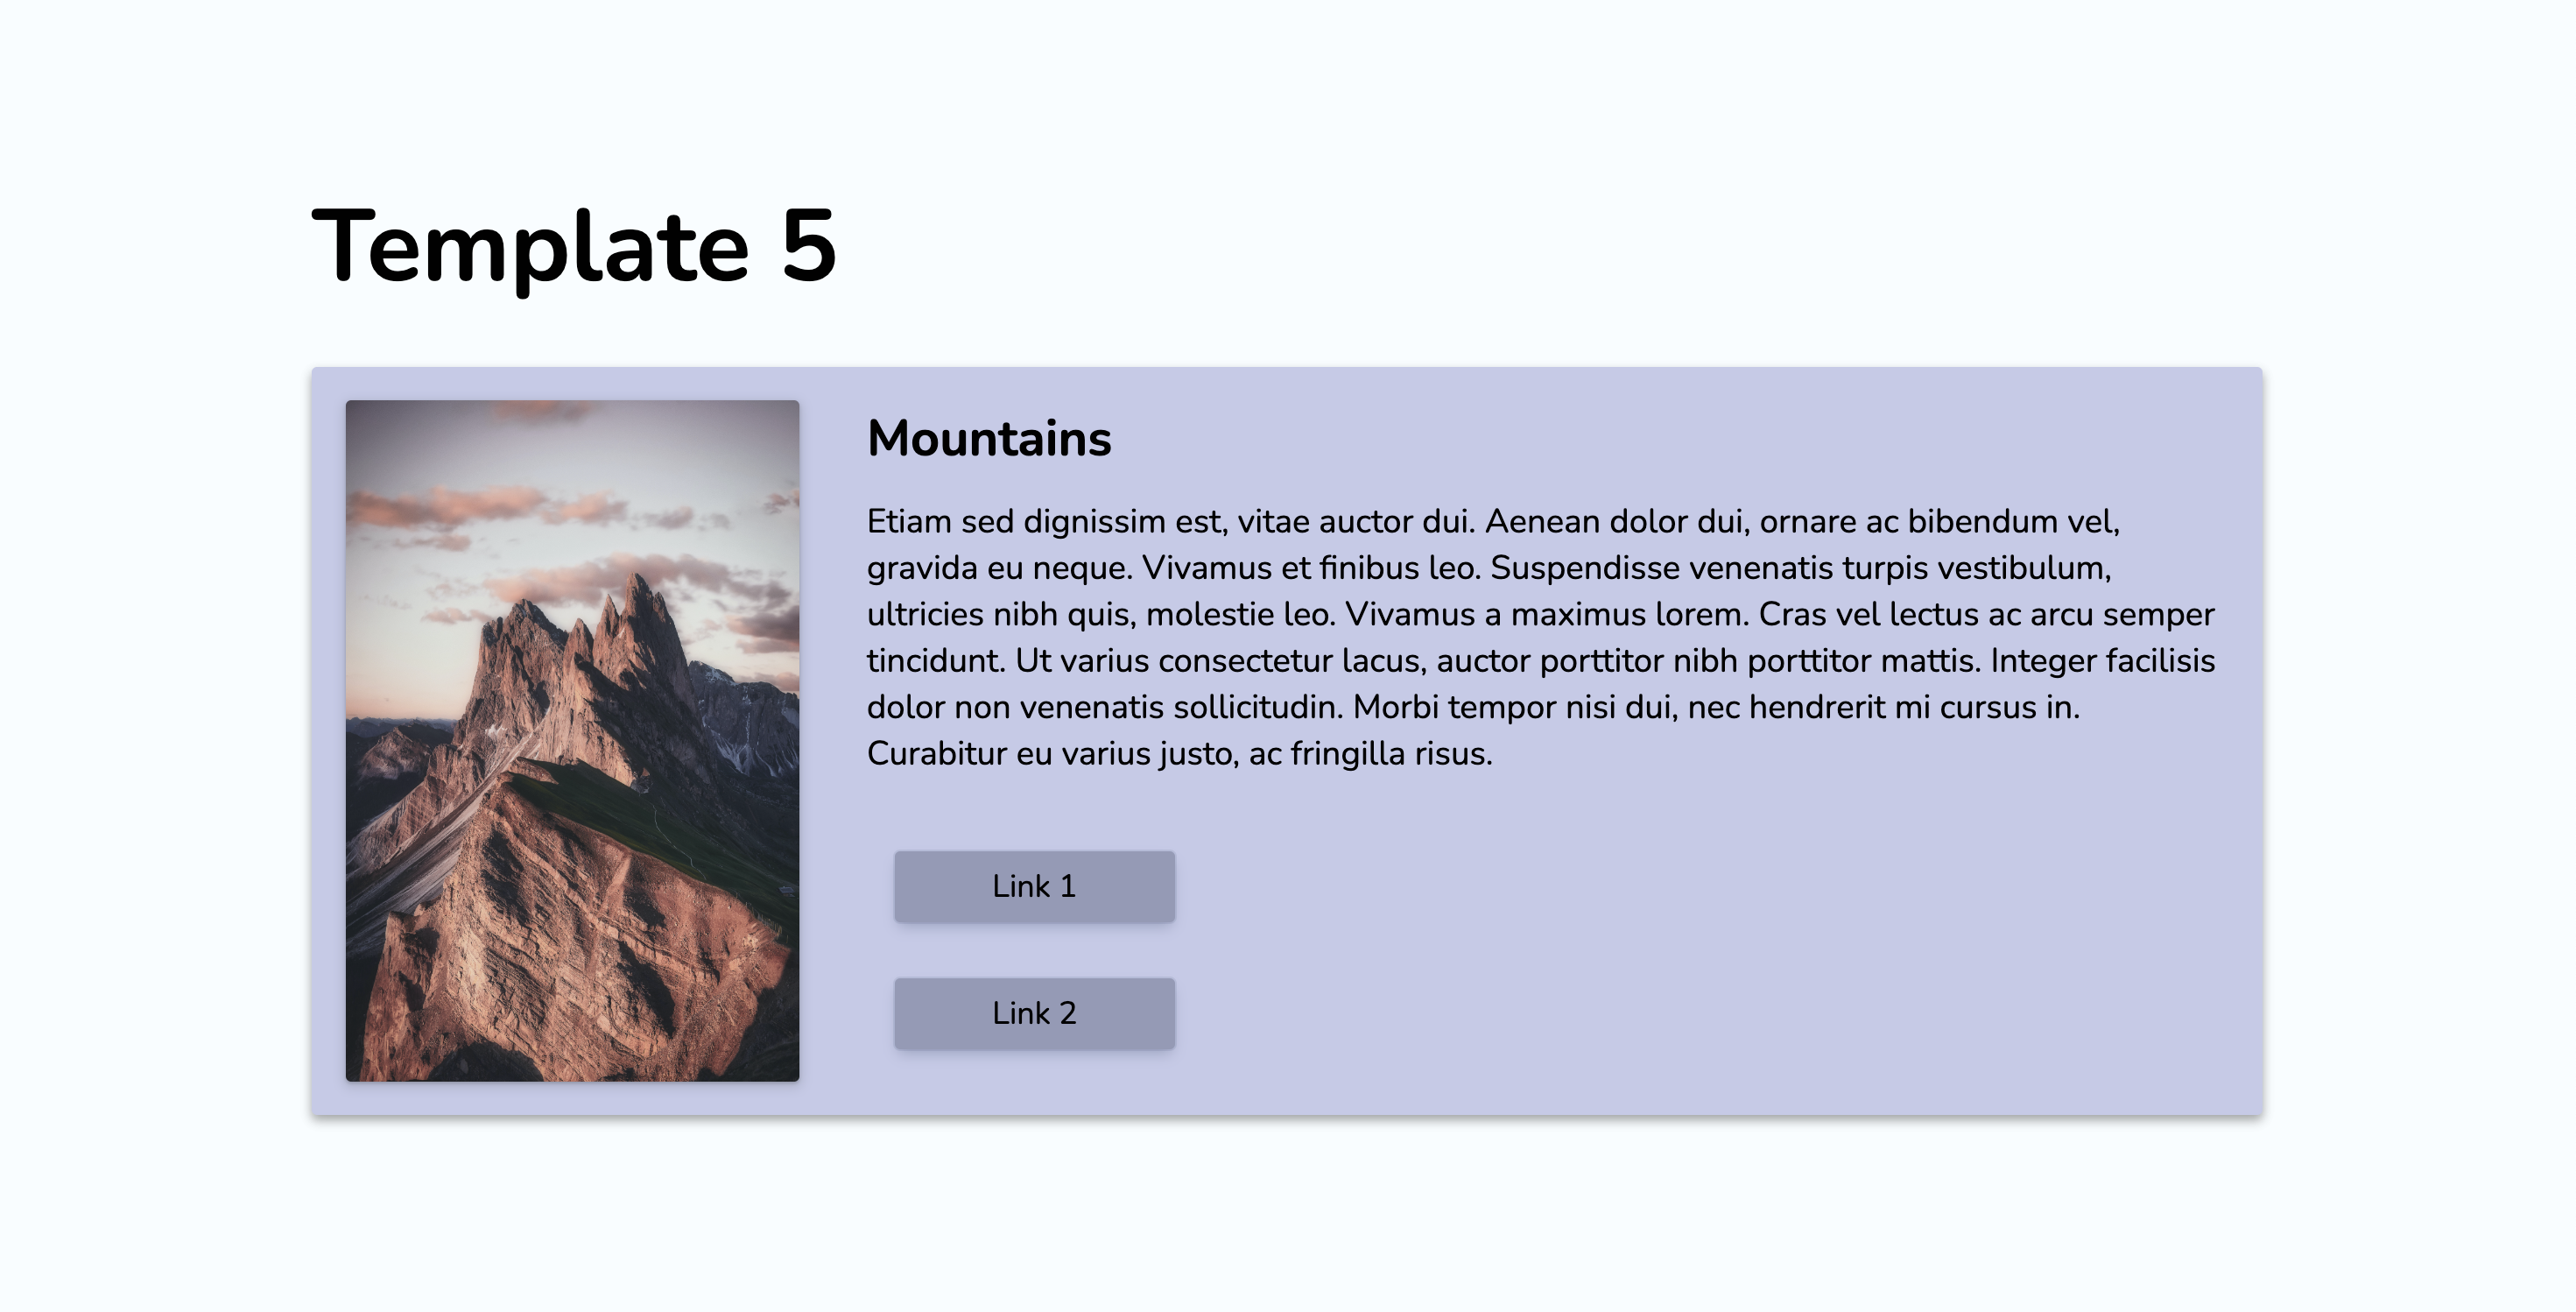 Template 5
Mountains
Etiam sed dignissim est, vitae auctor dui. Aenean dolor dui, ornare ac bibendum vel,
gravida eu neque. Vivamus et finibus leo. Suspendisse venenatis turpis vestibulum,
ultricies nibh quis, molestie leo. Vivamus a maximus lorem. Cras vel lectus ac arcu semper
tincidunt. Ut varius consectetur lacus, auctor porttitor nibh porttitor mattis. Integer facilisis
dolor non venenatis sollicitudin. Morbi tempor nisi dui, nec hendrerit mi cursus in.
Curabitur eu varius justo, ac fringilla risus.
Link 1
Link 2